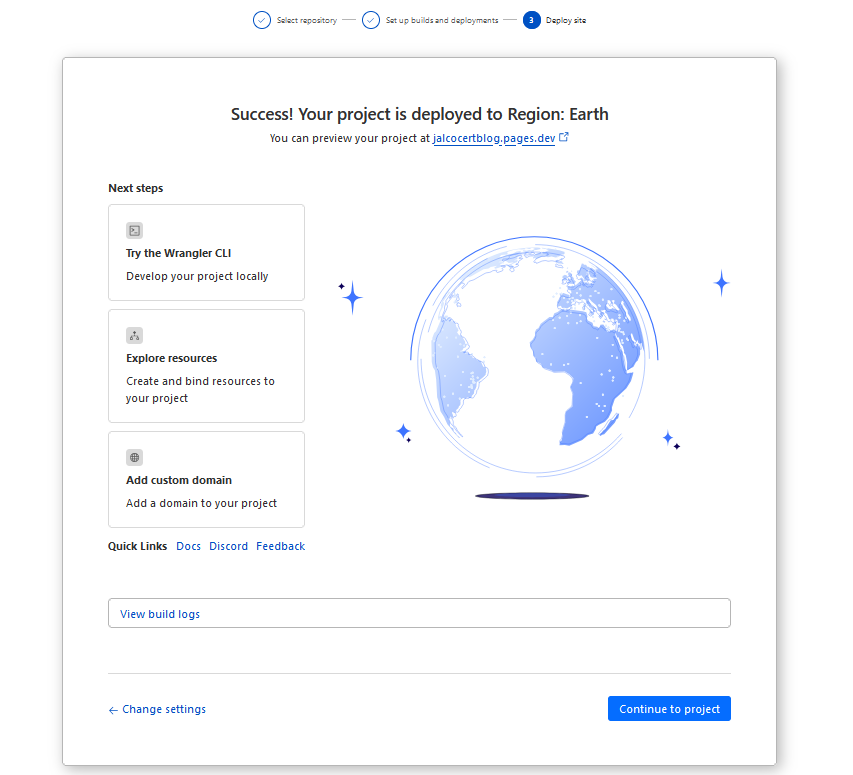 Select repository
Set up builds and deployments
3 Deploy site
Success! Your project is deployed to Region: Earth
You can preview your project at jalcocertblog.pages.dev
Next steps
Try the Wrangler CLI
Develop your project locally
Explore resources
Create and bind resources to
your project
Add custom domain
Add a domain to your project
Quick Links Docs Discord Feedback
View build logs
← Change settings
Continue to project